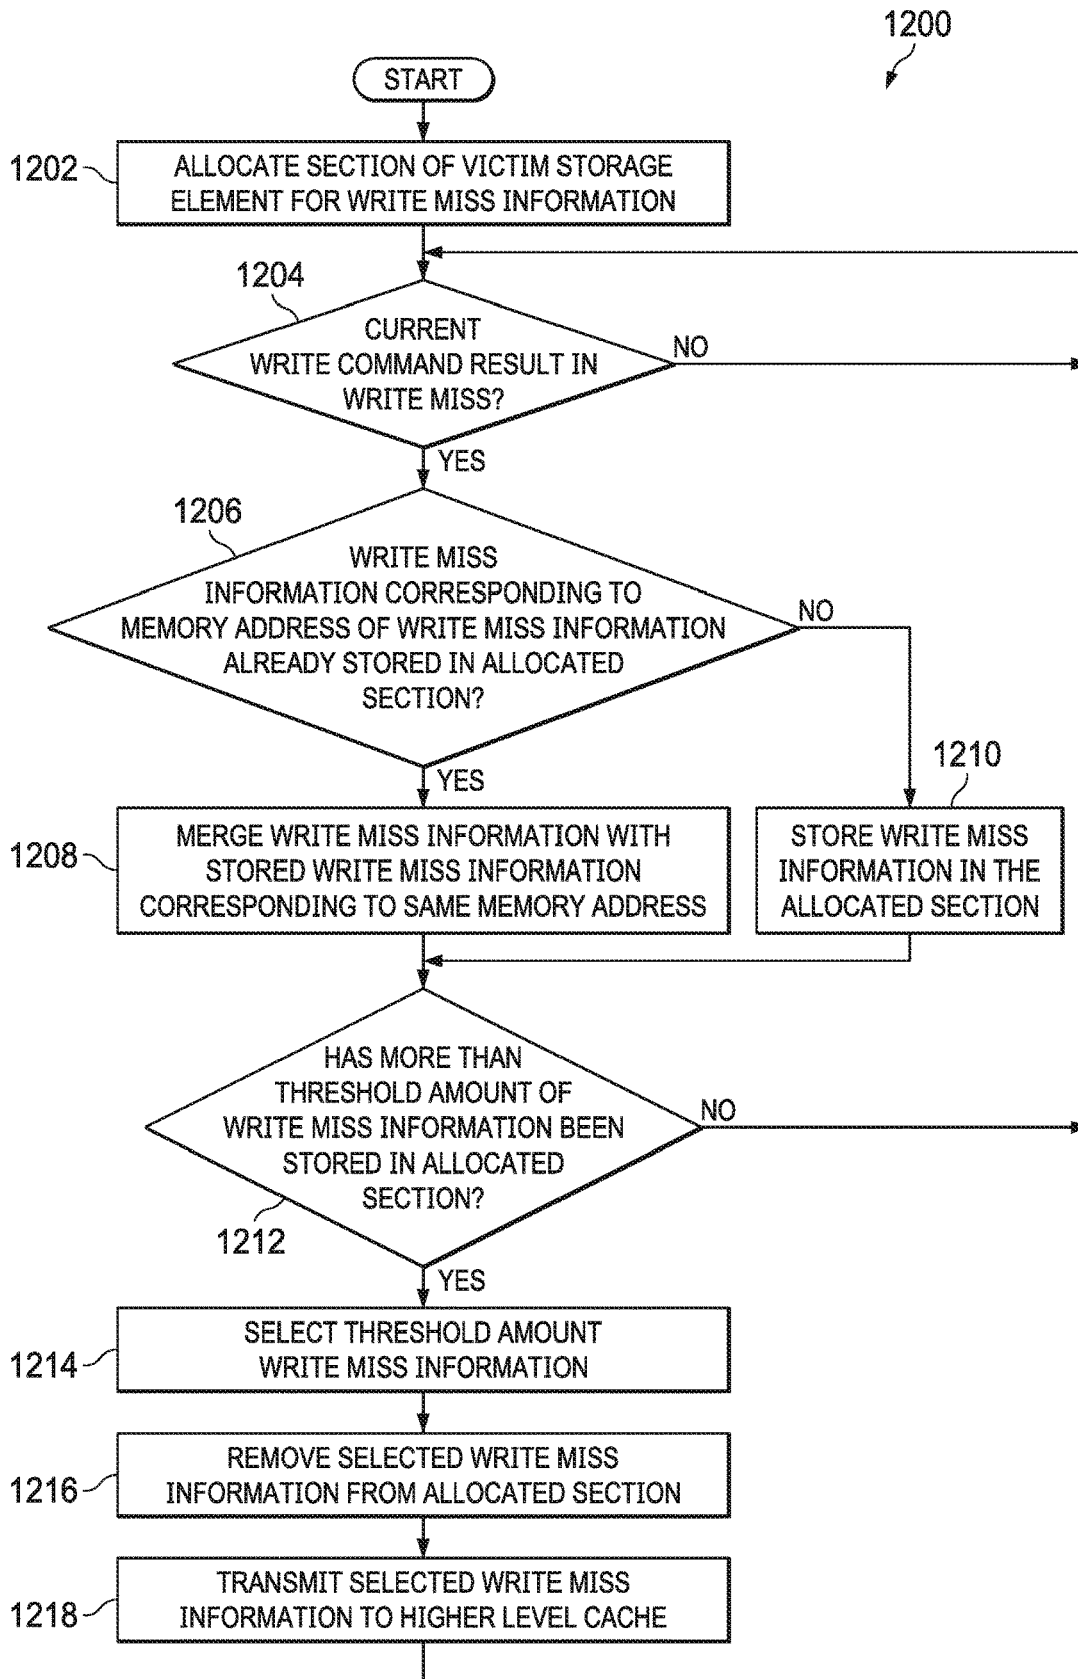 1200
START
1202
ALLOCATE SECTION OF VICTIM STORAGE
ELEMENT FOR WRITE MISS INFORMATION
1204
CURRENT
WRITE COMMAND RESULT IN
WRITE MISS?
NO
YES
1206
WRITE MISS
INFORMATION CORRESPONDING TO
MEMORY ADDRESS OF WRITE MISS INFORMATION
ALREADY STORED IN ALLOCATED
SECTION?
NO
YES
1208
MERGE WRITE MISS INFORMATION WITH
STORED WRITE MISS INFORMATION
CORRESPONDING TO SAME MEMORY ADDRESS
1210
STORE WRITE MISS
INFORMATION IN THE
ALLOCATED SECTION
HAS MORE THAN
THRESHOLD AMOUNT OF
WRITE MISS INFORMATION BEEN
STORED IN ALLOCATED
SECTION?
NO
1212
YES
1214
SELECT THRESHOLD AMOUNT
WRITE MISS INFORMATION
1216
REMOVE SELECTED WRITE MISS
INFORMATION FROM ALLOCATED SECTION
1218
TRANSMIT SELECTED WRITE MISS
INFORMATION TO HIGHER LEVEL CACHE